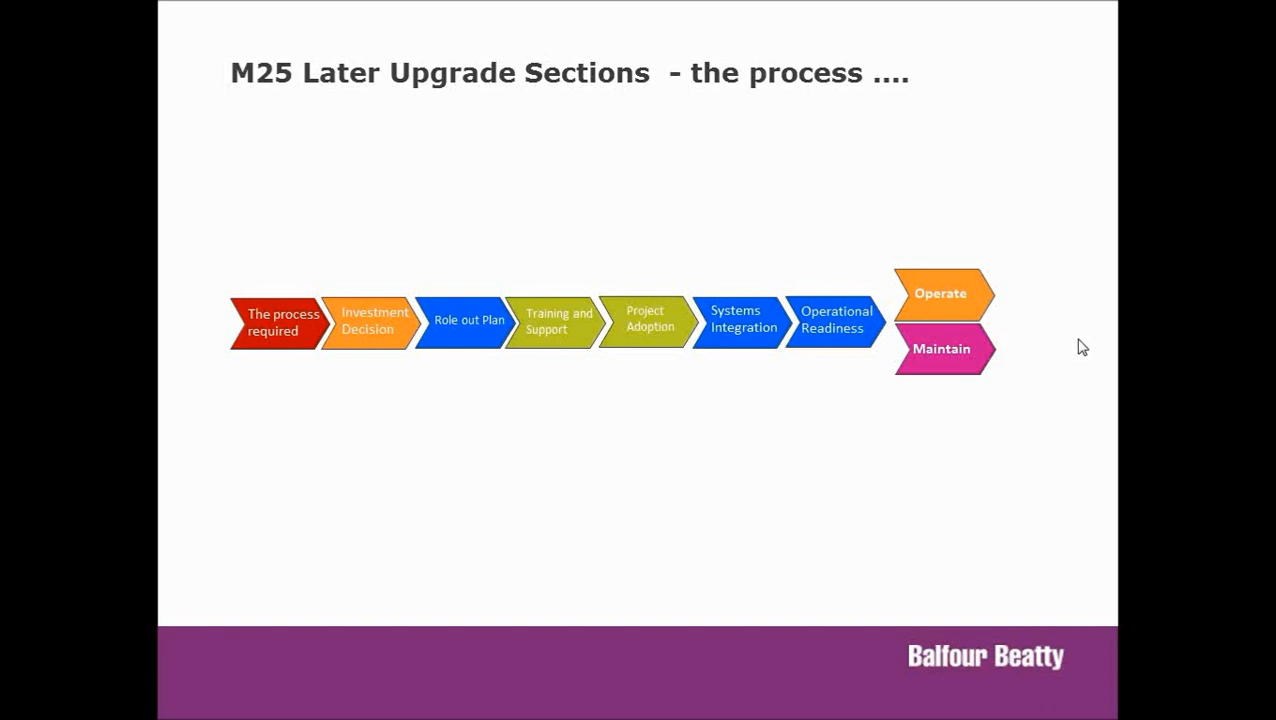 M25 Later Upgrade Sections - the process ....
The process
required
Investment
Decision
Role out Plan
Training and
Support
Project
Adoption
Systems
Integration
Operational
Readiness
Operate
Maintain
Balfour Beatty